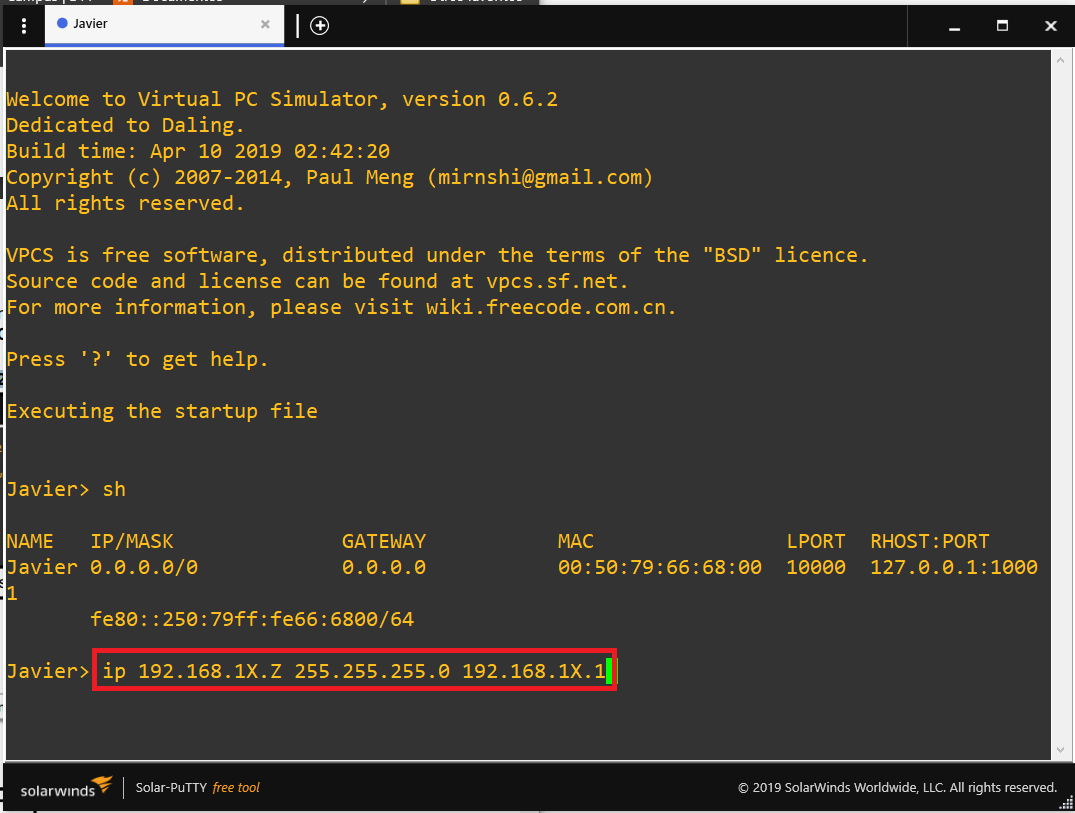 Javier
Welcome to Virtual PC Simulator, version 0.6.2
Dedicated to Daling.
Build time: Apr 10 2019 02:42:20
Copyright (c) 2007-2014, Paul Meng (mirnshi@gmail.com)
All rights reserved.
VPCS is free software, distributed under the terms of the "BSD" licence.
Source code and license can be found at vpcs.sf.net.
For more information, please visit wiki.freecode.com.cn.
Press '?' to get help.
Executing the startup file
Javier> sh
NAME   IP/MASK              GATEWAY           MAC                LPORT  RHOST:PORT
Javier 0.0.0.0/0            0.0.0.0           00:50:79:66:68:00  10000  127.0.0.1:1000
1
fe80::250:79ff:fe66:6800/64
Javier> ip 192.168.1X.Z 255.255.255.0 192.168.1X.1
solarwinds Solar-PuTTY free tool © 2019 SolarWinds Worldwide, LLC. All rights reserved.